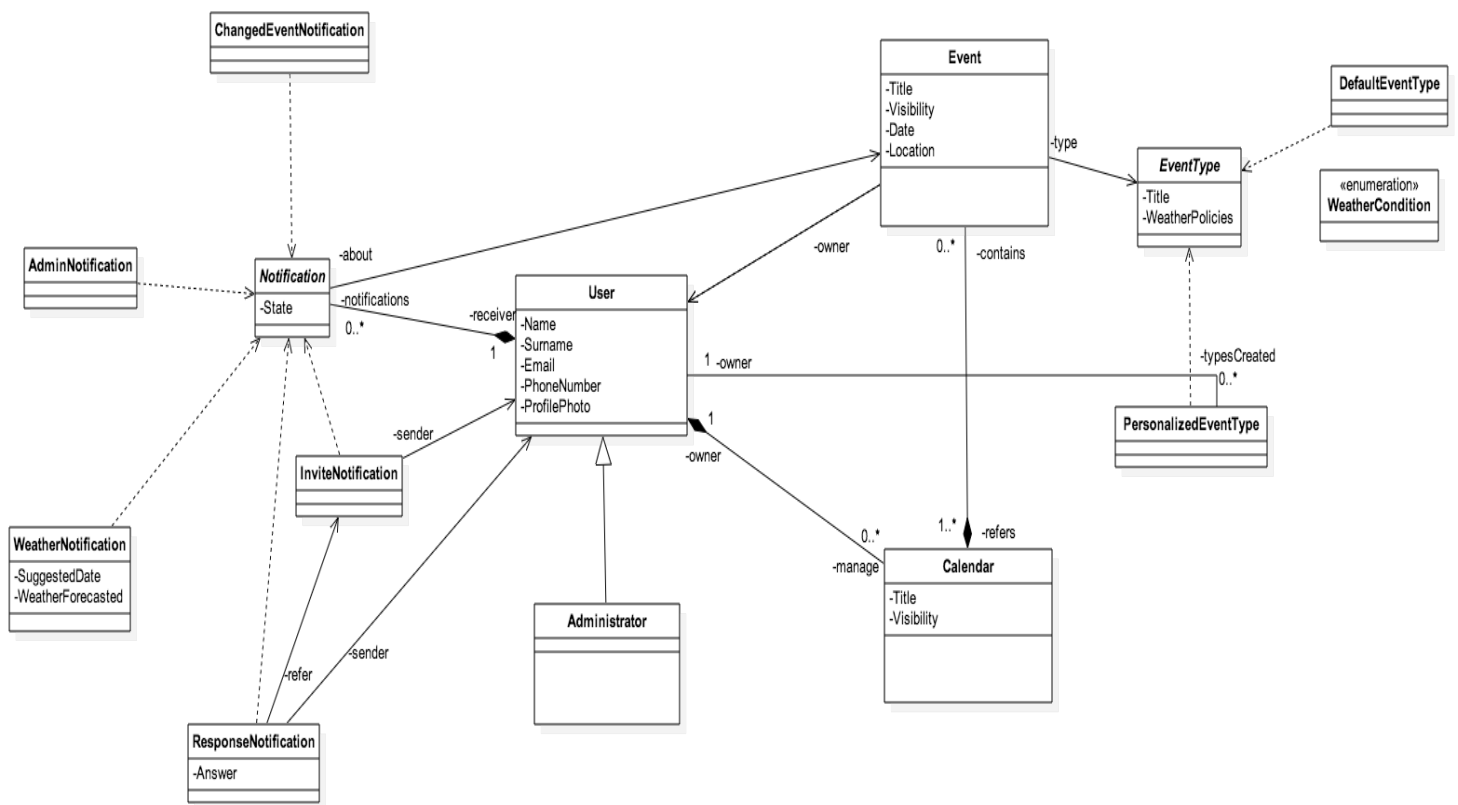 ChangedEventNotification
Event
-Title
-Visibility
-Date
-Location
DefaultEventType
-type
EventType
-Title
-WeatherPolicies
«enumeration»
WeatherCondition
AdminNotification
Notification
-State
-about
-notifications
0..*
-receiver
1
-owner
0..*
-contains
User
-Name
-Surname
-Email
-PhoneNumber
-ProfilePhoto
1
-owner
-typesCreated
0..*
PersonalizedEventType
-sender
InviteNotification
1
-owner
WeatherNotification
-SuggestedDate
-WeatherForecasted
0..*
-manage
1..*
-refers
Calendar
-Title
-Visibility
Administrator
-refer
-sender
ResponseNotification
-Answer